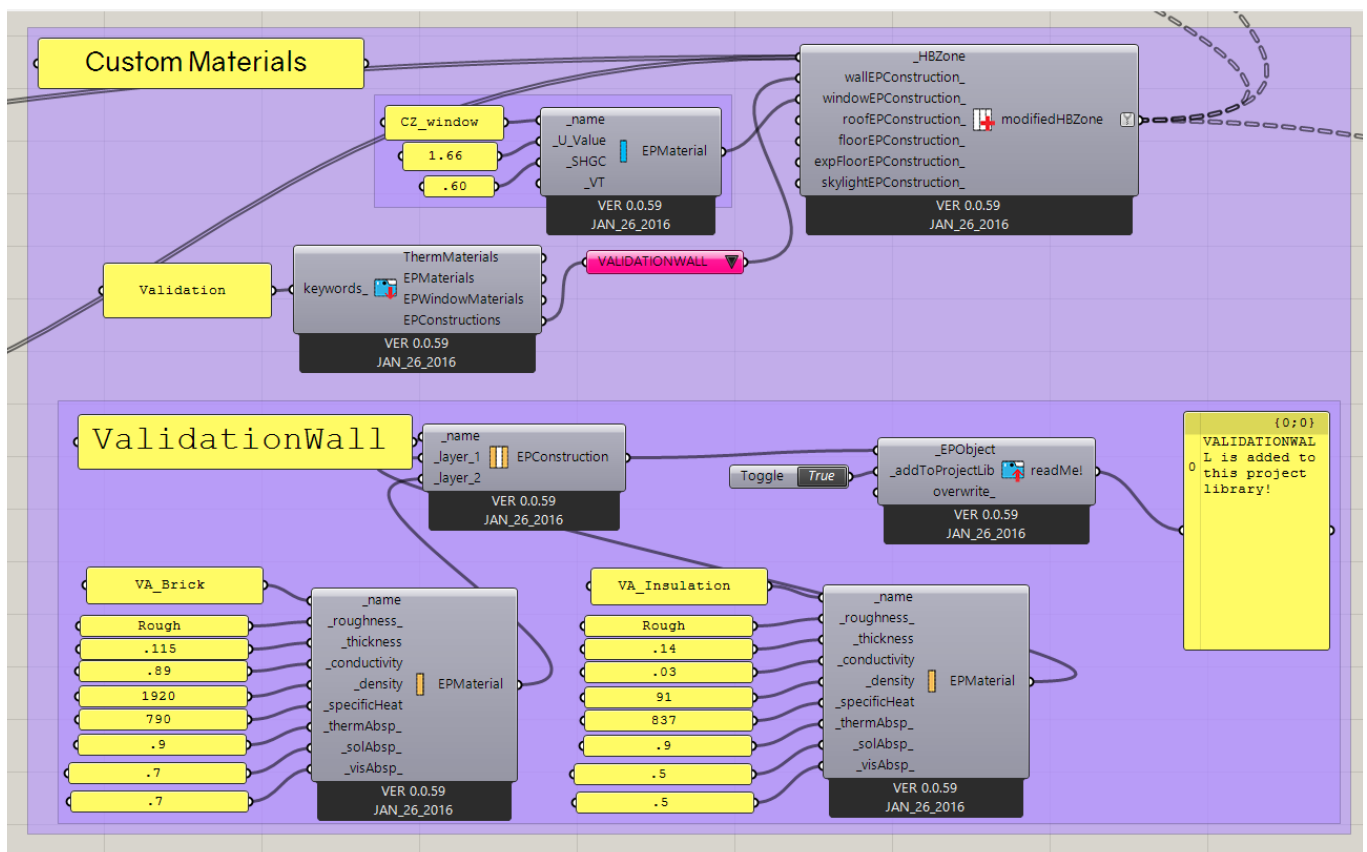 Custom Materials
_HBZone
wallEPConstruction_
windowEPConstruction_
roofEPConstruction_
modifiedHBZone
floorEPConstruction_
expFloorEPConstruction_
skylightEPConstruction_
VER 0.0.59
JAN_26_2016
CZ_window
1.66
.60
_name
_U_Value
_SHGC
_VT
EPMaterial
VER 0.0.59
JAN_26_2016
Validation
keywords_
ThermMaterials
EPMaterials
EPWindowMaterials
EPConstructions
VER 0.0.59
JAN_26_2016
VALIDATIONWALL
ValidationWall
_name
_layer_1
_layer_2
EPConstruction
VER 0.0.59
JAN_26_2016
Toggle True
_EPObject
_addToProjectLib
overwrite_
readMe!
VER 0.0.59
JAN_26_2016
{0;0}
0
VALIDATIONWAL
L is added to
this project
library!
VA_Brick
Rough
.115
.89
1920
790
.9
.7
.7
_name
_roughness_
_thickness
_conductivity
_density
_specificHeat
_thermAbsp_
_solAbsp_
_visAbsp_
EPMaterial
VER 0.0.59
JAN_26_2016
VA_Insulation
Rough
.14
.03
91
837
.9
.5
.5
_name
_roughness_
_thickness
_conductivity
_density
_specificHeat
_thermAbsp_
_solAbsp_
_visAbsp_
EPMaterial
VER 0.0.59
JAN_26_2016